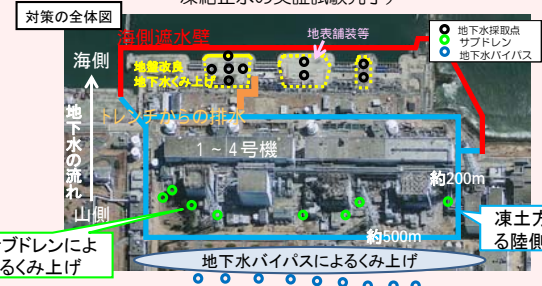 対策の全体図
海側遮水壁
地表舗装等
地下水採取点
サブドレン
地下水バイパス
海側
地盤改良
地下水くみ上げ
トレンチからの排水
地下水の流れ
1~4号機
山側
約200m
ブドレンによ
るくみ上げ
凍土方
る陸側
約500m
地下水バイパスによるくみ上げ